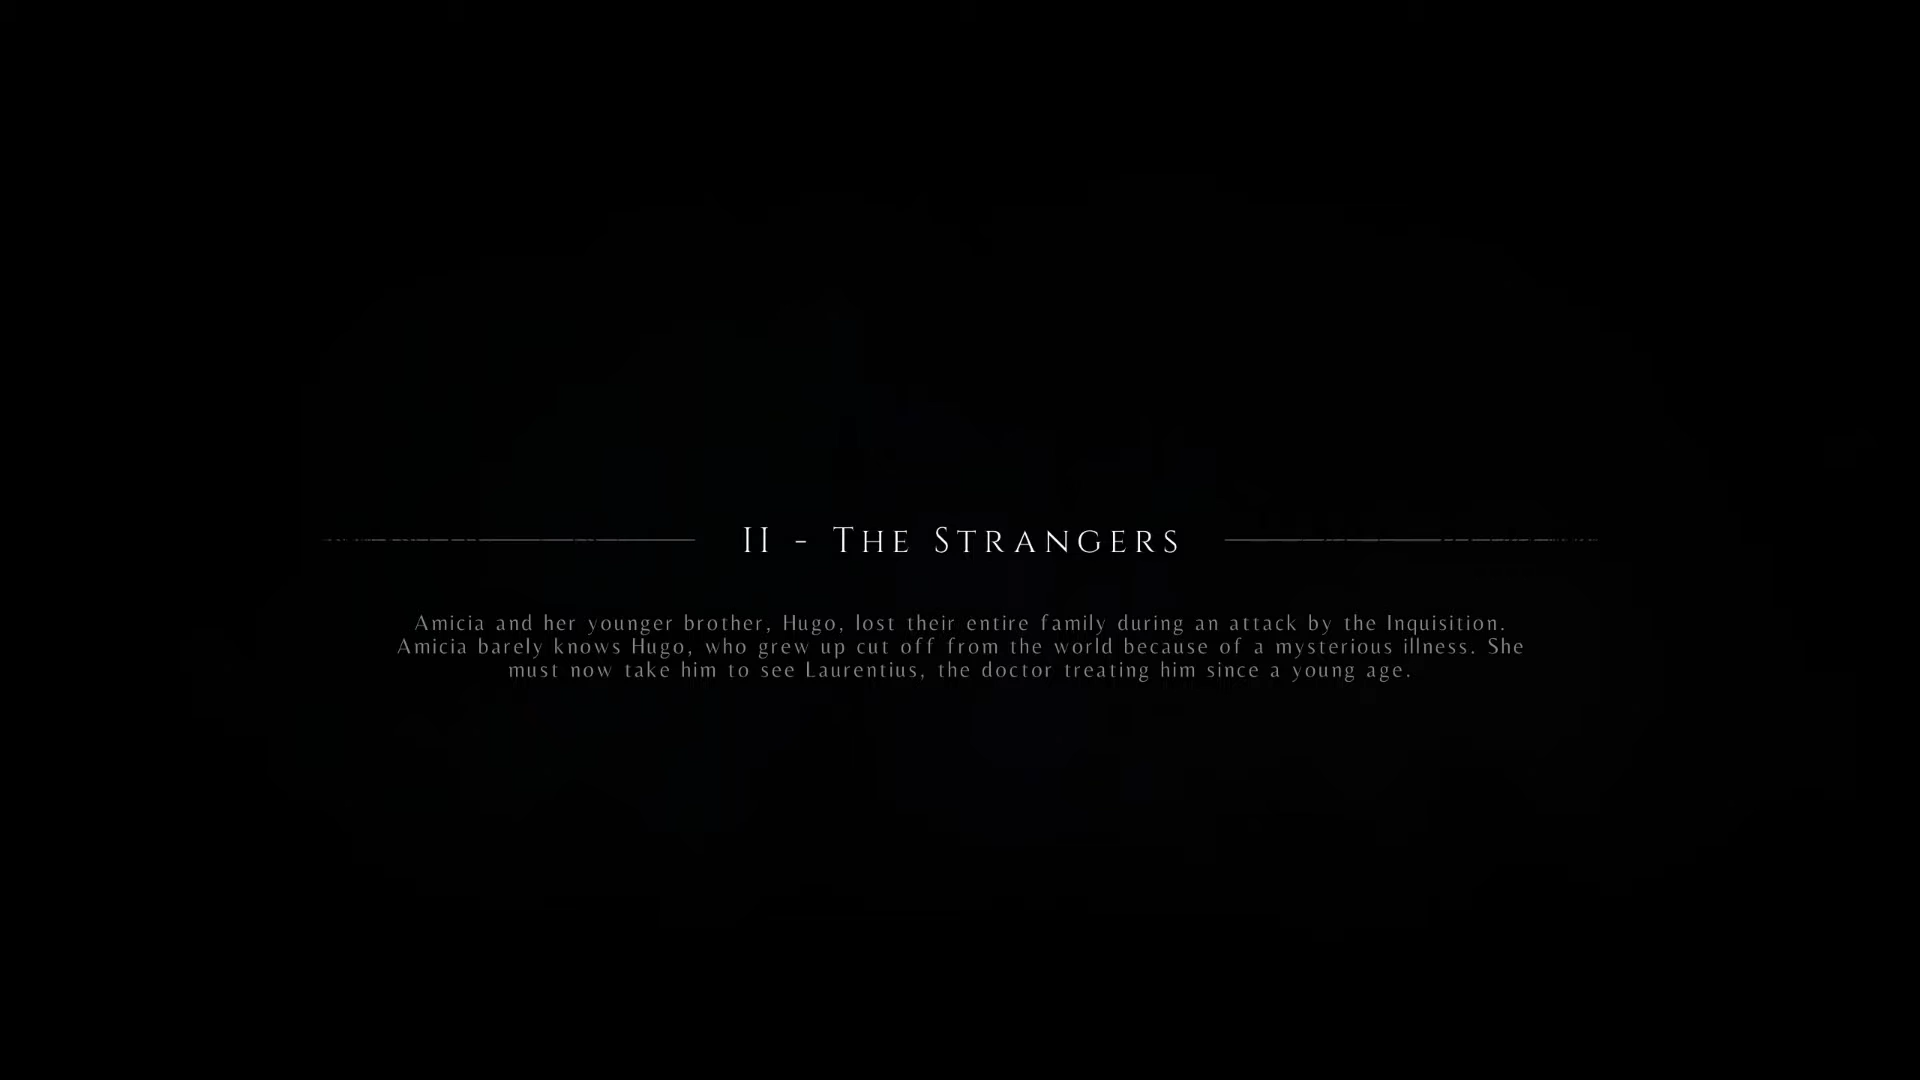 II - The Strangers
Amicia and her younger brother, Hugo, lost their entire family during an attack by the Inquisition.
Amicia barely knows Hugo, who grew up cut off from the world because of a mysterious illness. She
must now take him to see Laurentius, the doctor treating him since a young age.